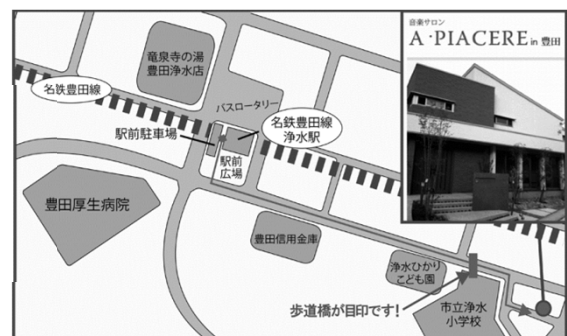 音楽サロン
A・PIACERE in 豊田
竜泉寺の湯
豊田浄水店
名鉄豊田線
バスロータリー
名鉄豊田線
浄水駅
駅前駐車場
駅前
広場
豊田厚生病院
豊田信用金庫
浄水ひかり
こども園
歩道橋が目印です!
市立浄水
小学校